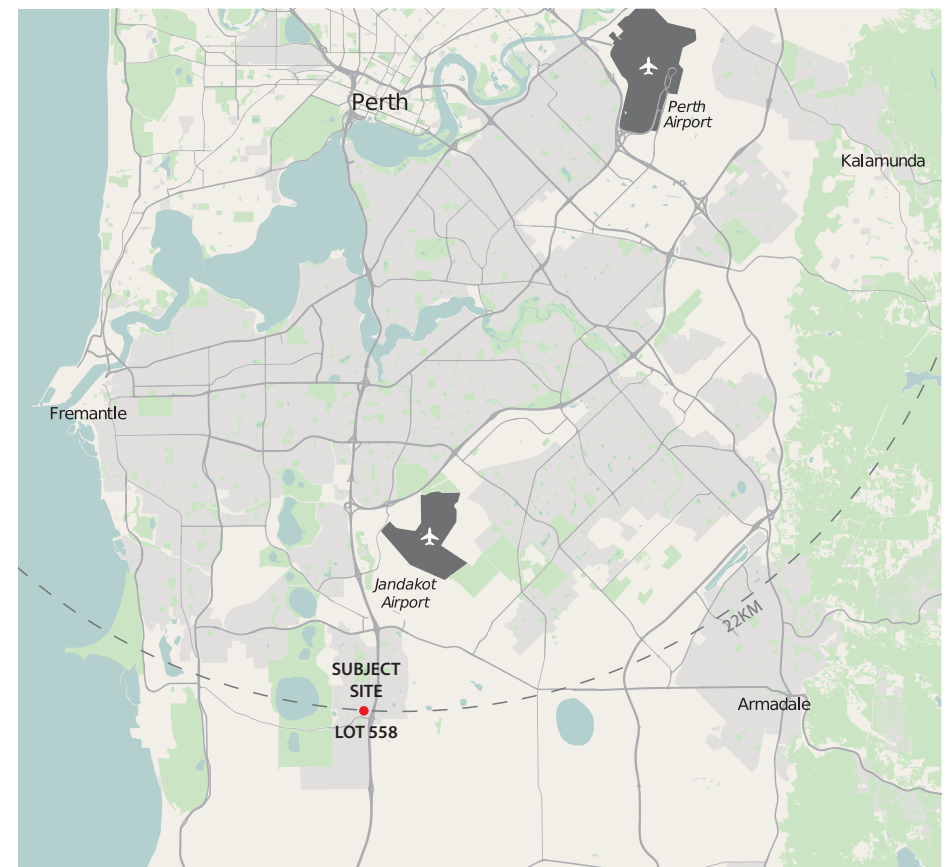 Perth
Perth
Airport
Kalamunda
Fremantle
Jandakot
Airport
22KM
SUBJECT
SITE
LOT 558
Armadale